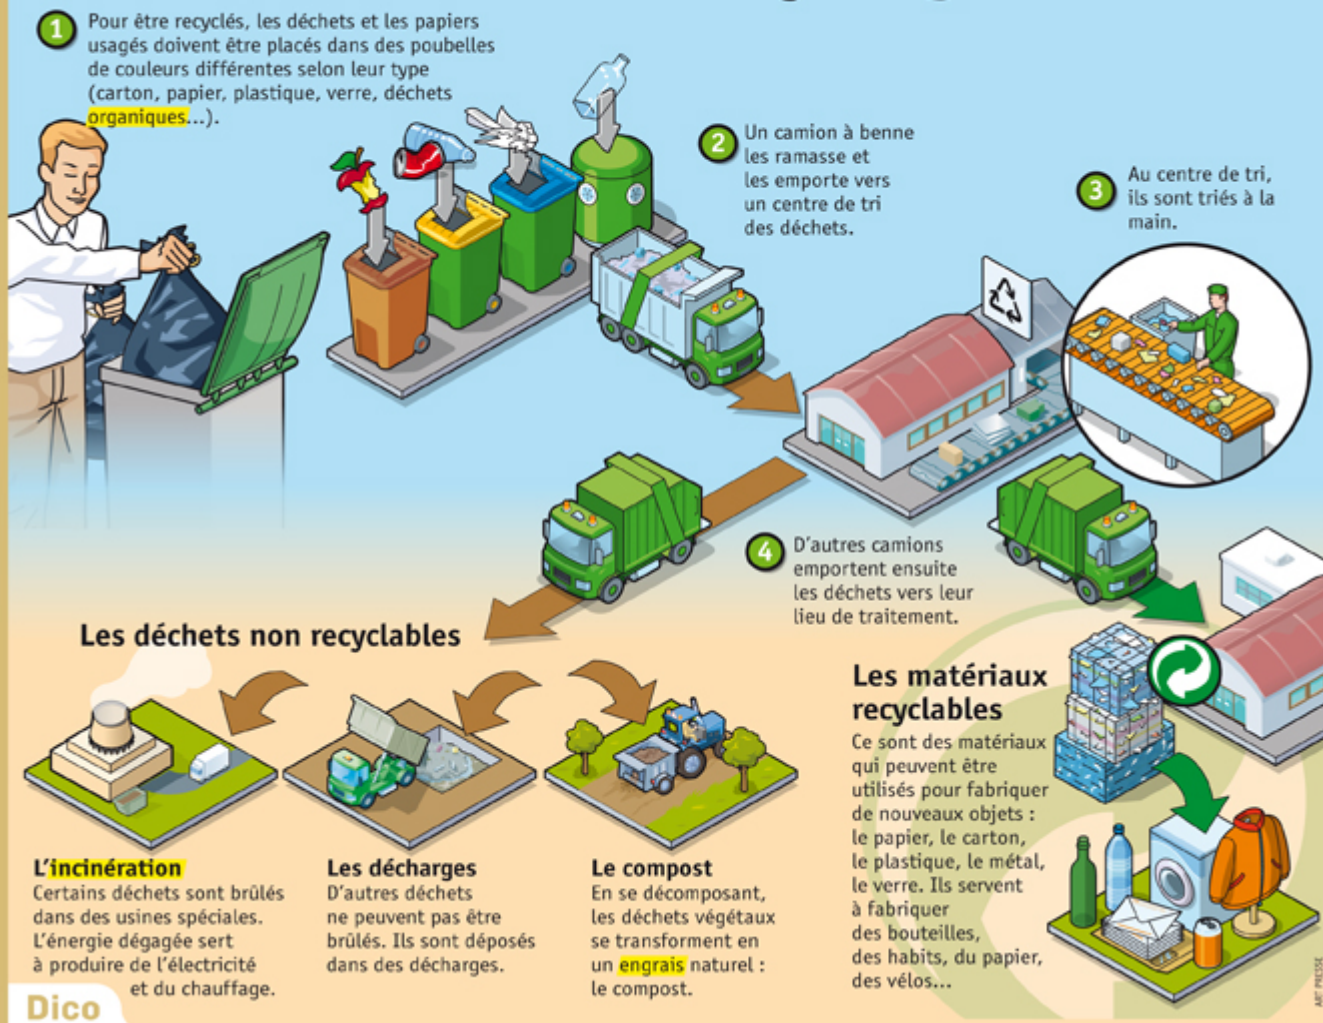 1
Pour être recyclés, les déchets et les papiers
usagés doivent être placés dans des poubelles
de couleurs différentes selon leur type
(carton, papier, plastique, verre, déchets
organiques...).
2
Un camion à benne
les ramasse et
les emporte vers
un centre de tri
des déchets.
3
Au centre de tri,
ils sont triés à la
main.
4
D'autres camions
emportent ensuite
les déchets vers leur
lieu de traitement.
Les déchets non recyclables
L'incinération
Certains déchets sont brûlés
dans des usines spéciales.
L'énergie dégagée sert
à produire de l'électricité
et du chauffage.
Les décharges
D'autres déchets
ne peuvent pas être
brûlés. Ils sont déposés
dans des décharges.
Le compost
En se décomposant,
les déchets végétaux
se transforment en
un engrais naturel :
le compost.
Les matériaux
recyclables
Ce sont des matériaux
qui peuvent être
utilisés pour fabriquer
de nouveaux objets :
le papier, le carton,
le plastique, le métal,
le verre. Ils servent
à fabriquer
des bouteilles,
des habits, du papier,
des vélos...
ART PRESSE
Dico